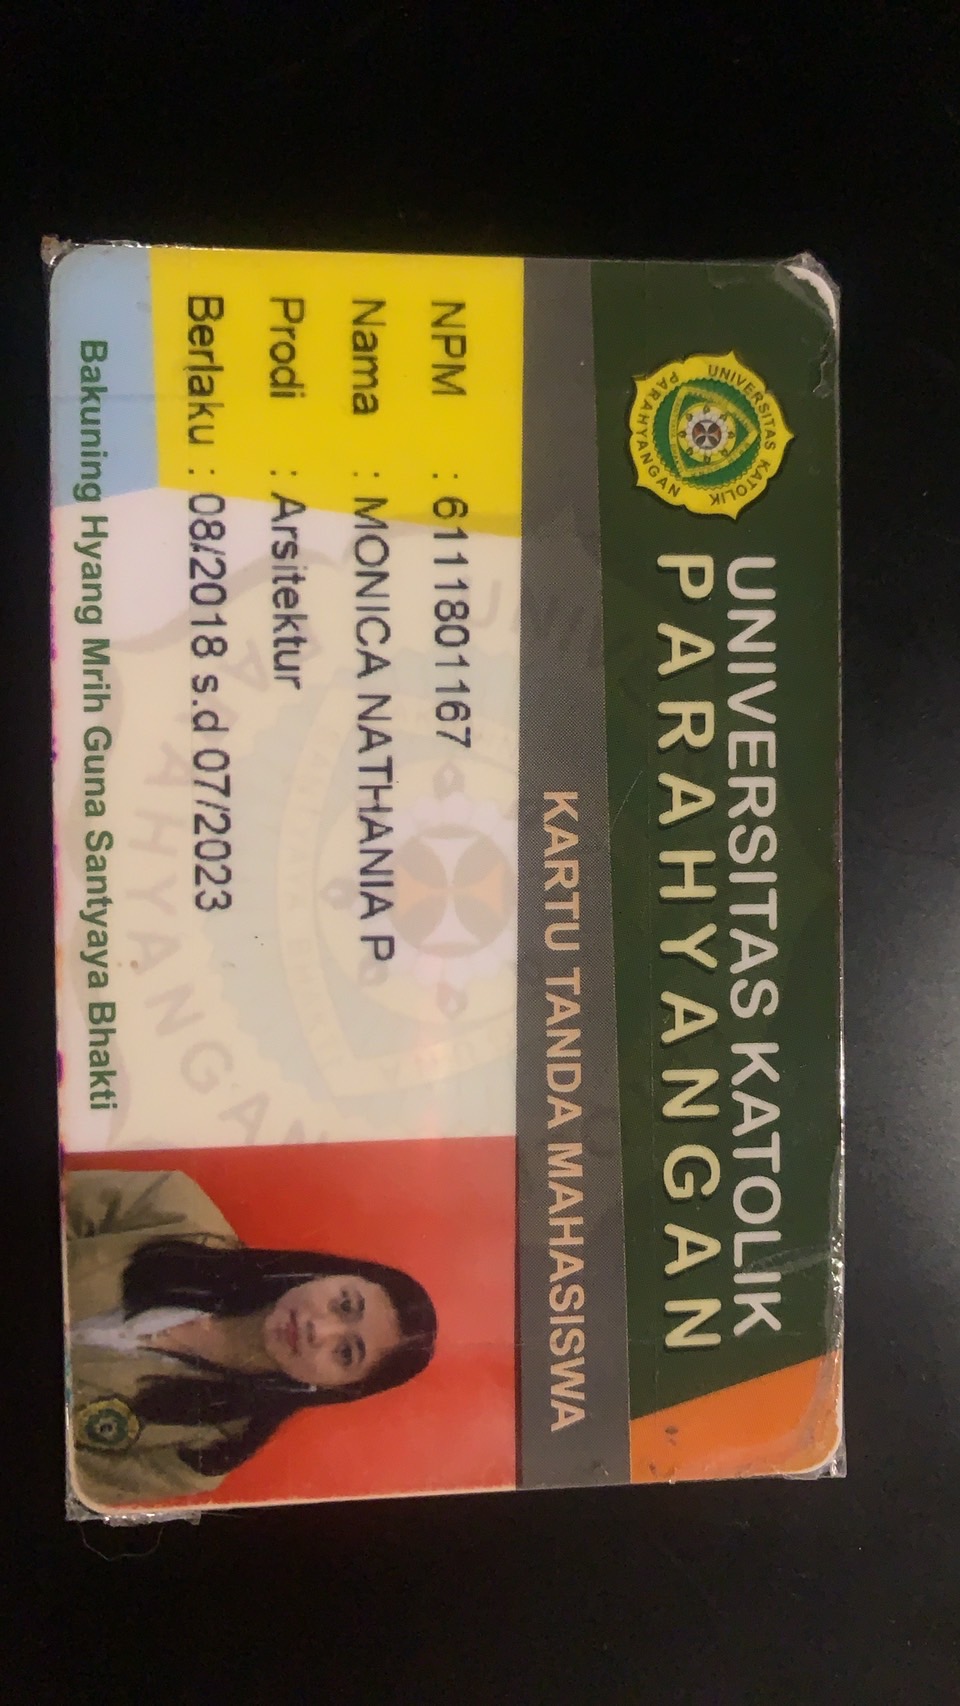 UNIVERSITAS KATOLIK
PARAHYANGAN
UNIVERSITAS KATOLIK
PARAHYANGAN
KARTU TANDA MAHASISWA
NPM : 6111801167
Nama : MONICA NATHANIA P
Prodi : Arsitektur
Berlaku : 08/2018 s.d 07/2023
PARAHYANGAN
Bakuning Hyang Mrih Guna Santyaya Bhakti